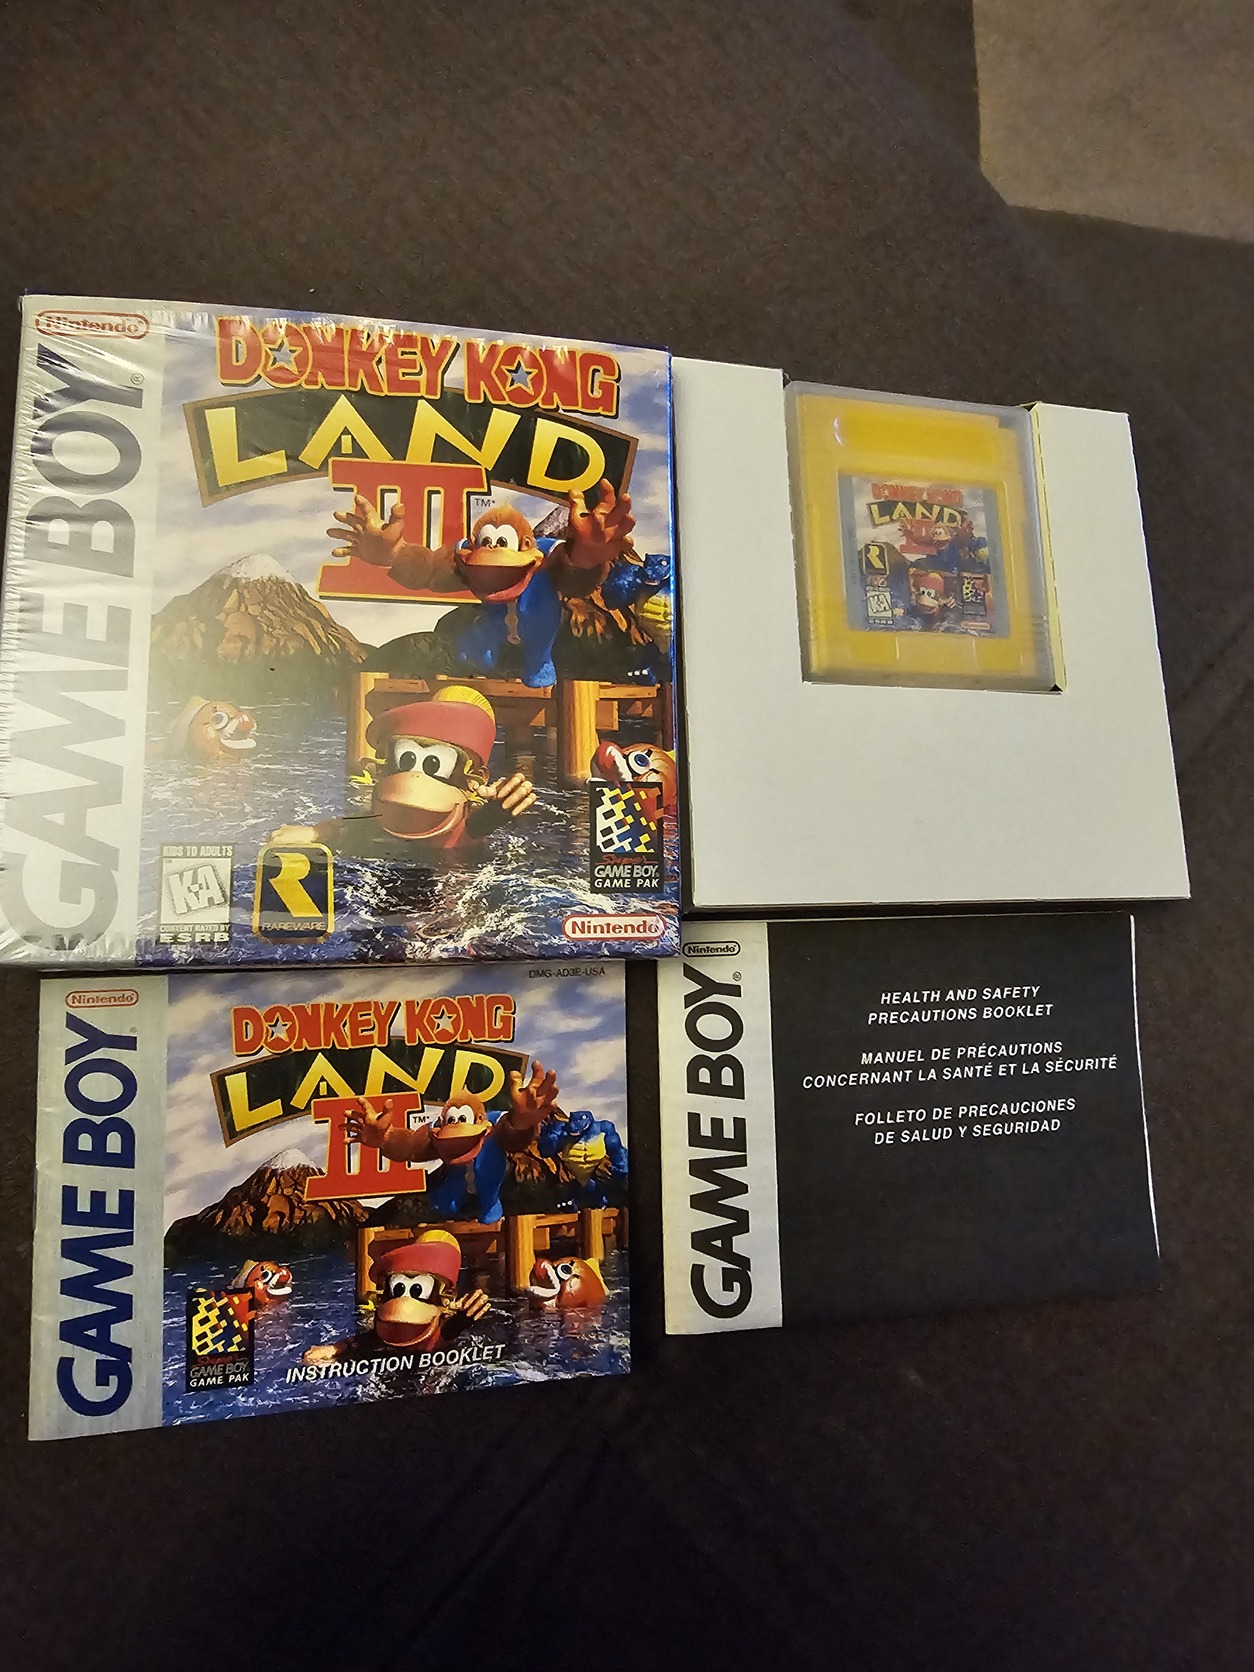 Nintendo
GAME BOY
®
DONKEY KONG
LAND
III
TM
KIDS TO ADULTS
K-A
CONTENT RATED BY
ESRB
R
RAREWARE
Super
GAME BOY
GAME PAK
Nintendo
DONKEY KONG
LAND
III
R
K-A
Nintendo
GAME BOY
®
DMG-AD3E-USA
DONKEY KONG
LAND
III
TM
Super
GAME BOY
GAME PAK
INSTRUCTION BOOKLET
Nintendo
GAME BOY
®
HEALTH AND SAFETY
PRECAUTIONS BOOKLET
MANUEL DE PRÉCAUTIONS
CONCERNANT LA SANTÉ ET LA SÉCURITÉ
FOLLETO DE PRECAUCIONES
DE SALUD Y SEGURIDAD